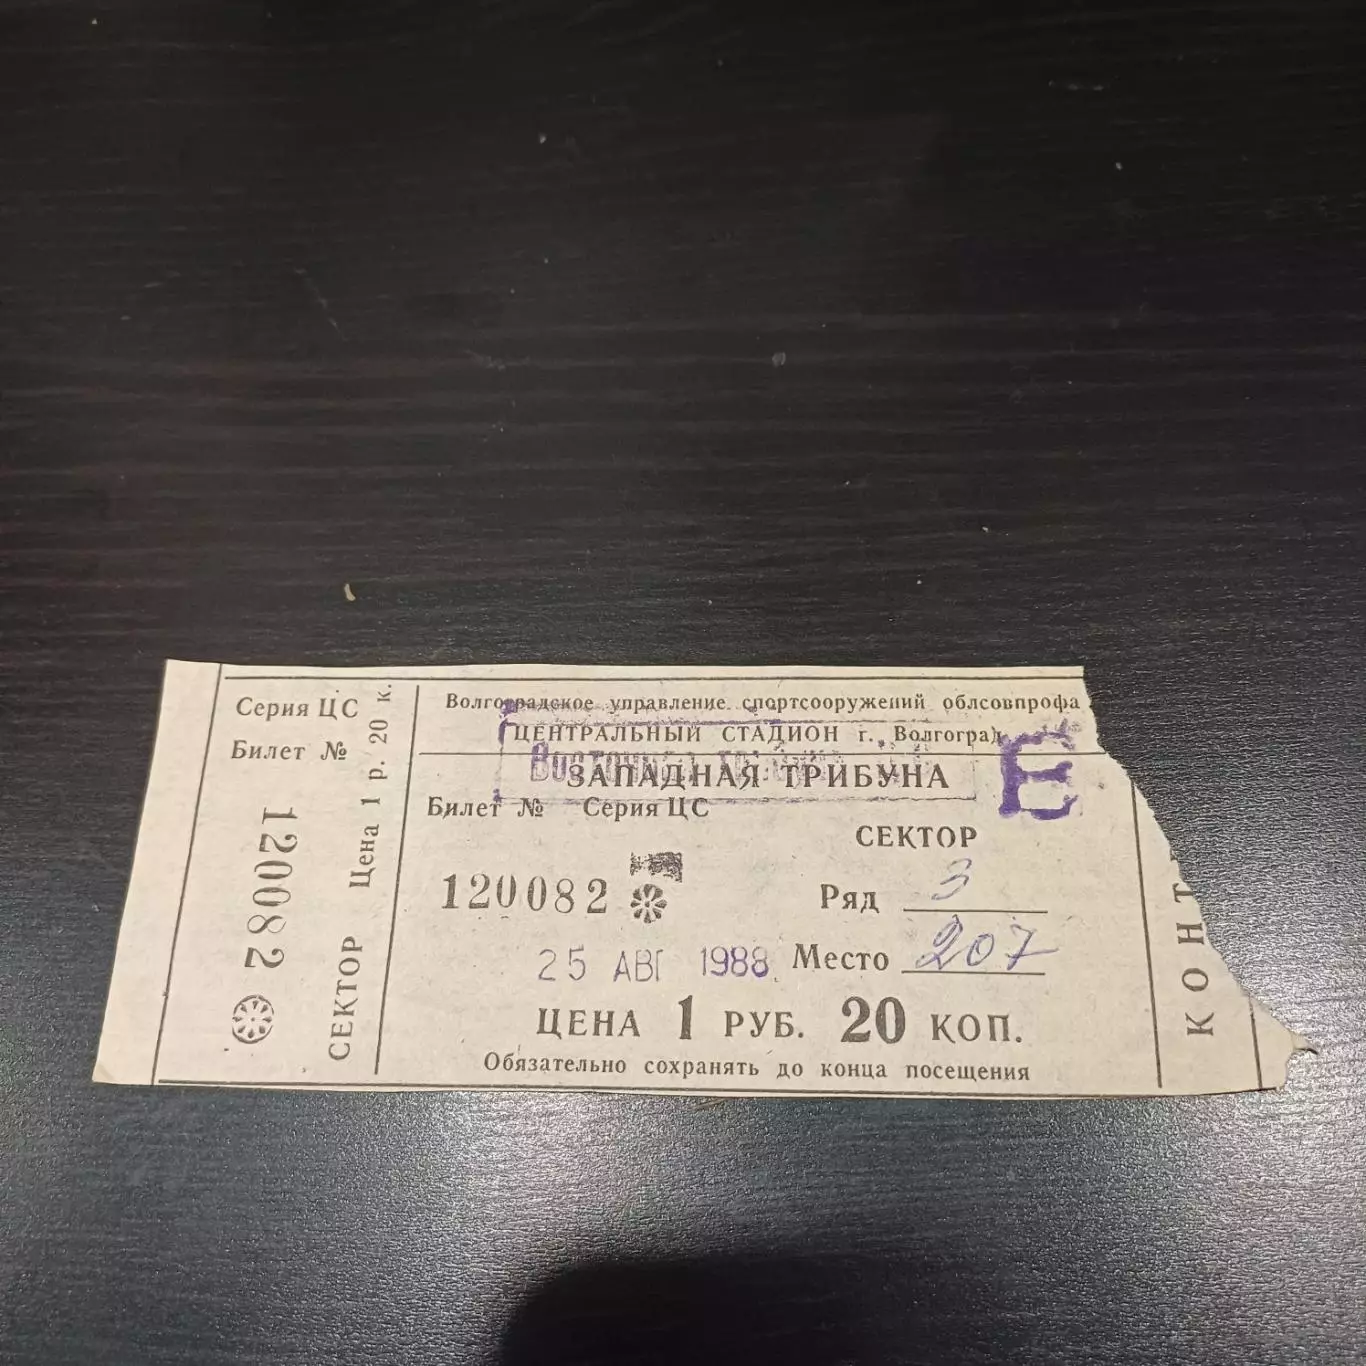 Серия ЦС
Билет №
120082
СЕКТОР Цена 1 р. 20 к.
Волгоградское управление спортсооружений облсовпрофа
ЦЕНТРАЛЬНЫЙ СТАДИОН г. Волгоград
Восточная
ЗАПАДНАЯ ТРИБУНА
Е
Билет № Серия ЦС
СЕКТОР
120082
Ряд 3
25 АВГ 1988
Место 207
ЦЕНА 1 РУБ. 20 КОП.
Обязательно сохранять до конца посещения
КОНТ